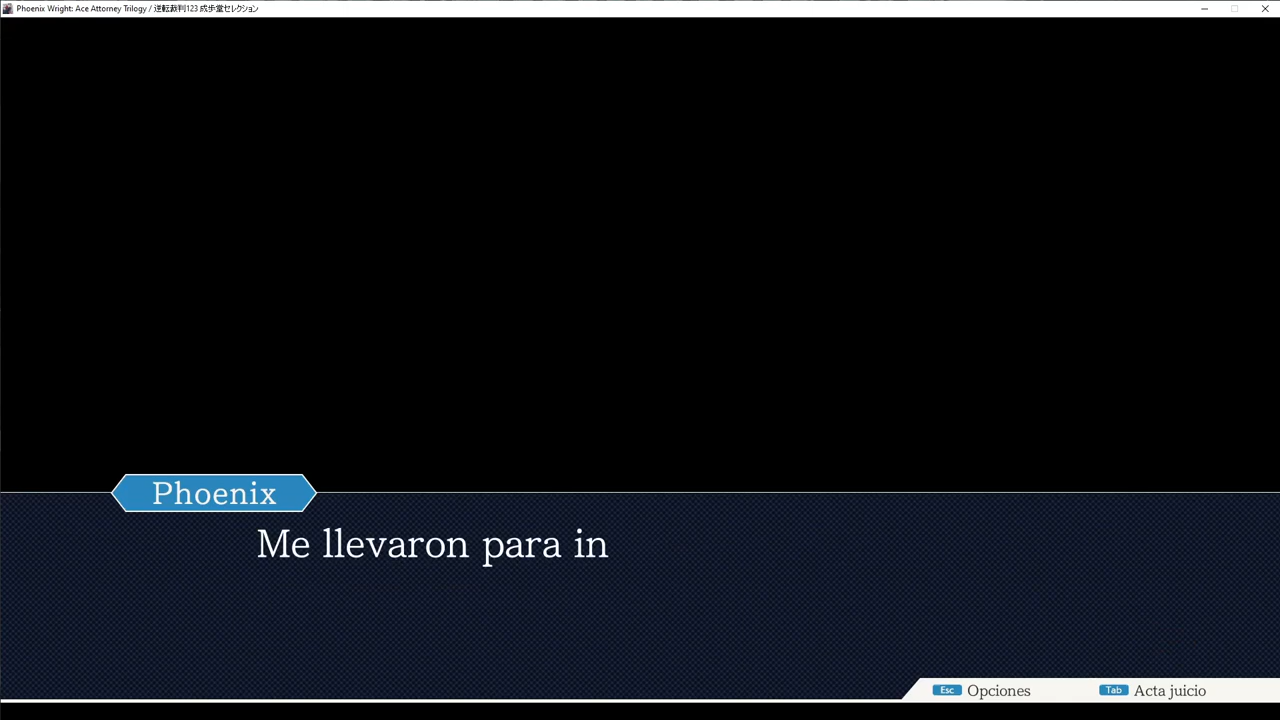 Phoenix Wright: Ace Attorney Trilogy / 逆転裁判123 成歩堂セレクション
Phoenix
Me llevaron para in
Esc Opciones Tab Acta juicio